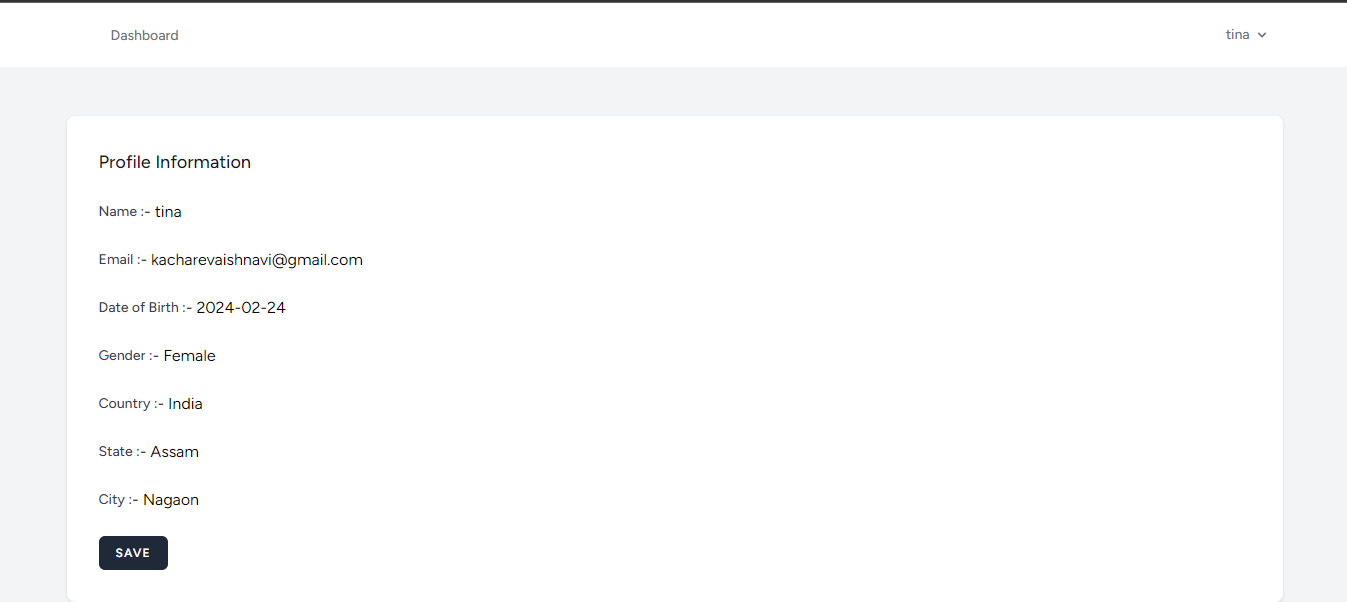 Dashboard
tina
Profile Information
Name :- tina
Email :- kacharevaishnavi@gmail.com
Date of Birth :- 2024-02-24
Gender :- Female
Country :- India
State :- Assam
City :- Nagaon
SAVE